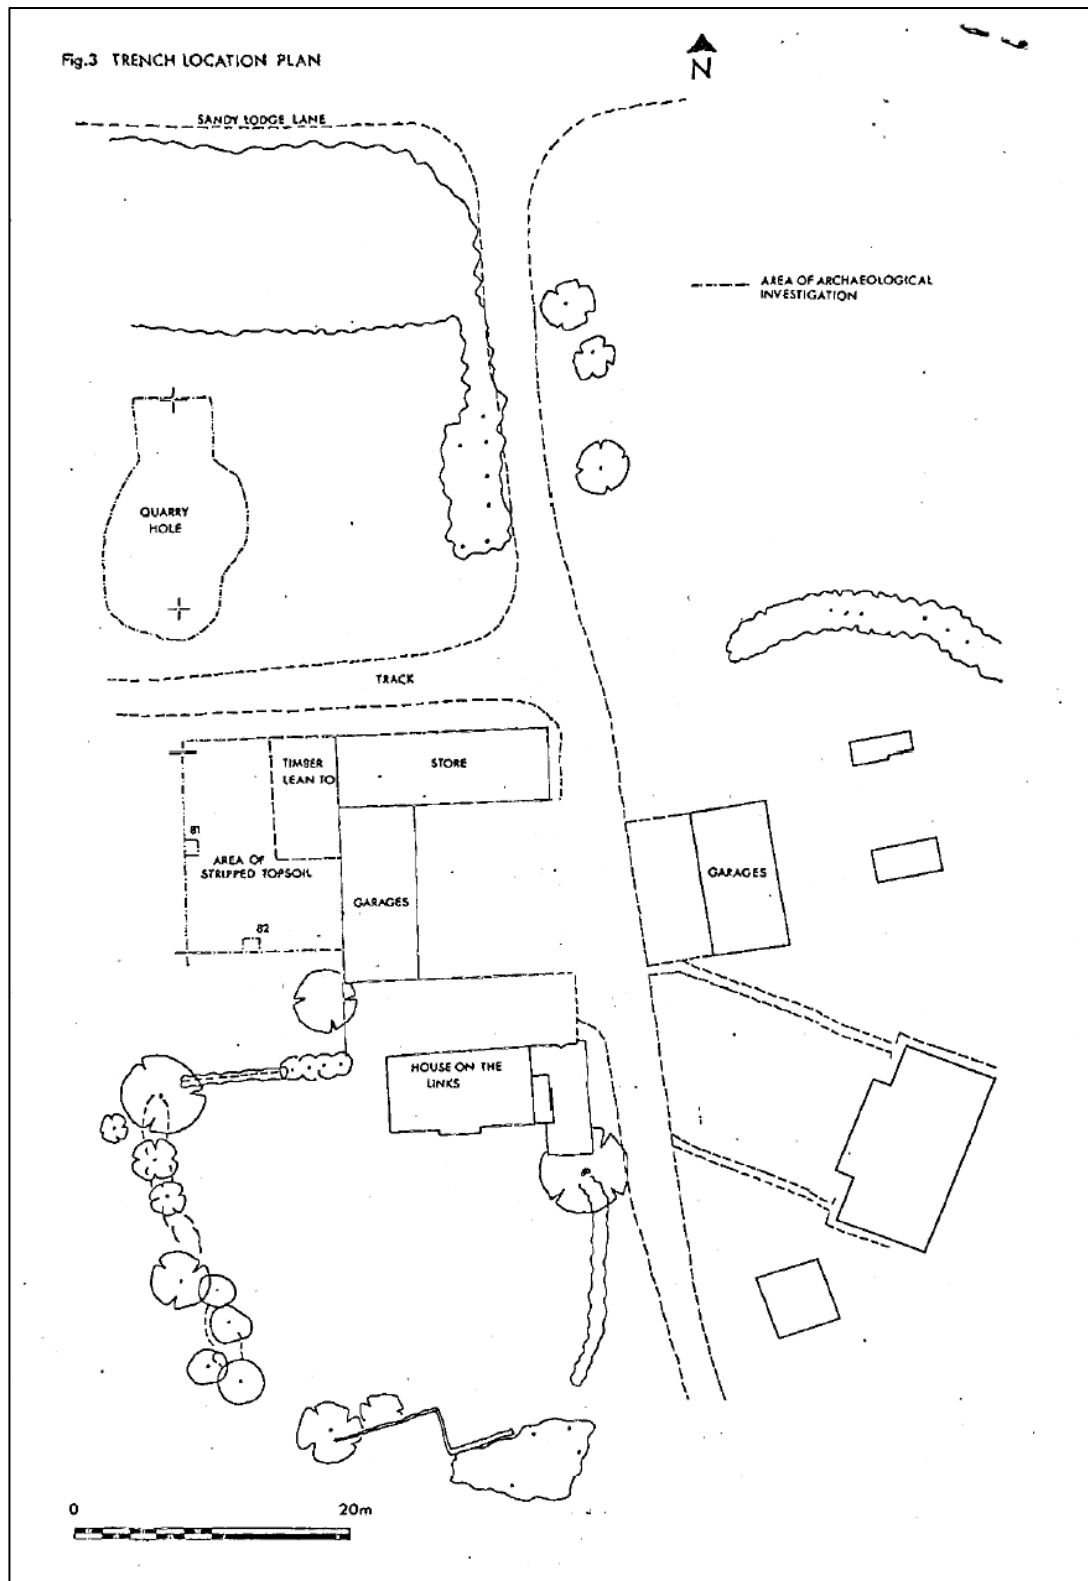 Fig.3 TRENCH LOCATION PLAN
N
SANDY LODGE LANE
AREA OF ARCHAEOLOGICAL
INVESTIGATION
QUARRY
HOLE
TRACK
TIMBER
LEAN TO
STORE
81
AREA OF
STRIPPED TOPSOIL
82
GARAGES
GARAGES
HOUSE ON THE
LINKS
0
20m